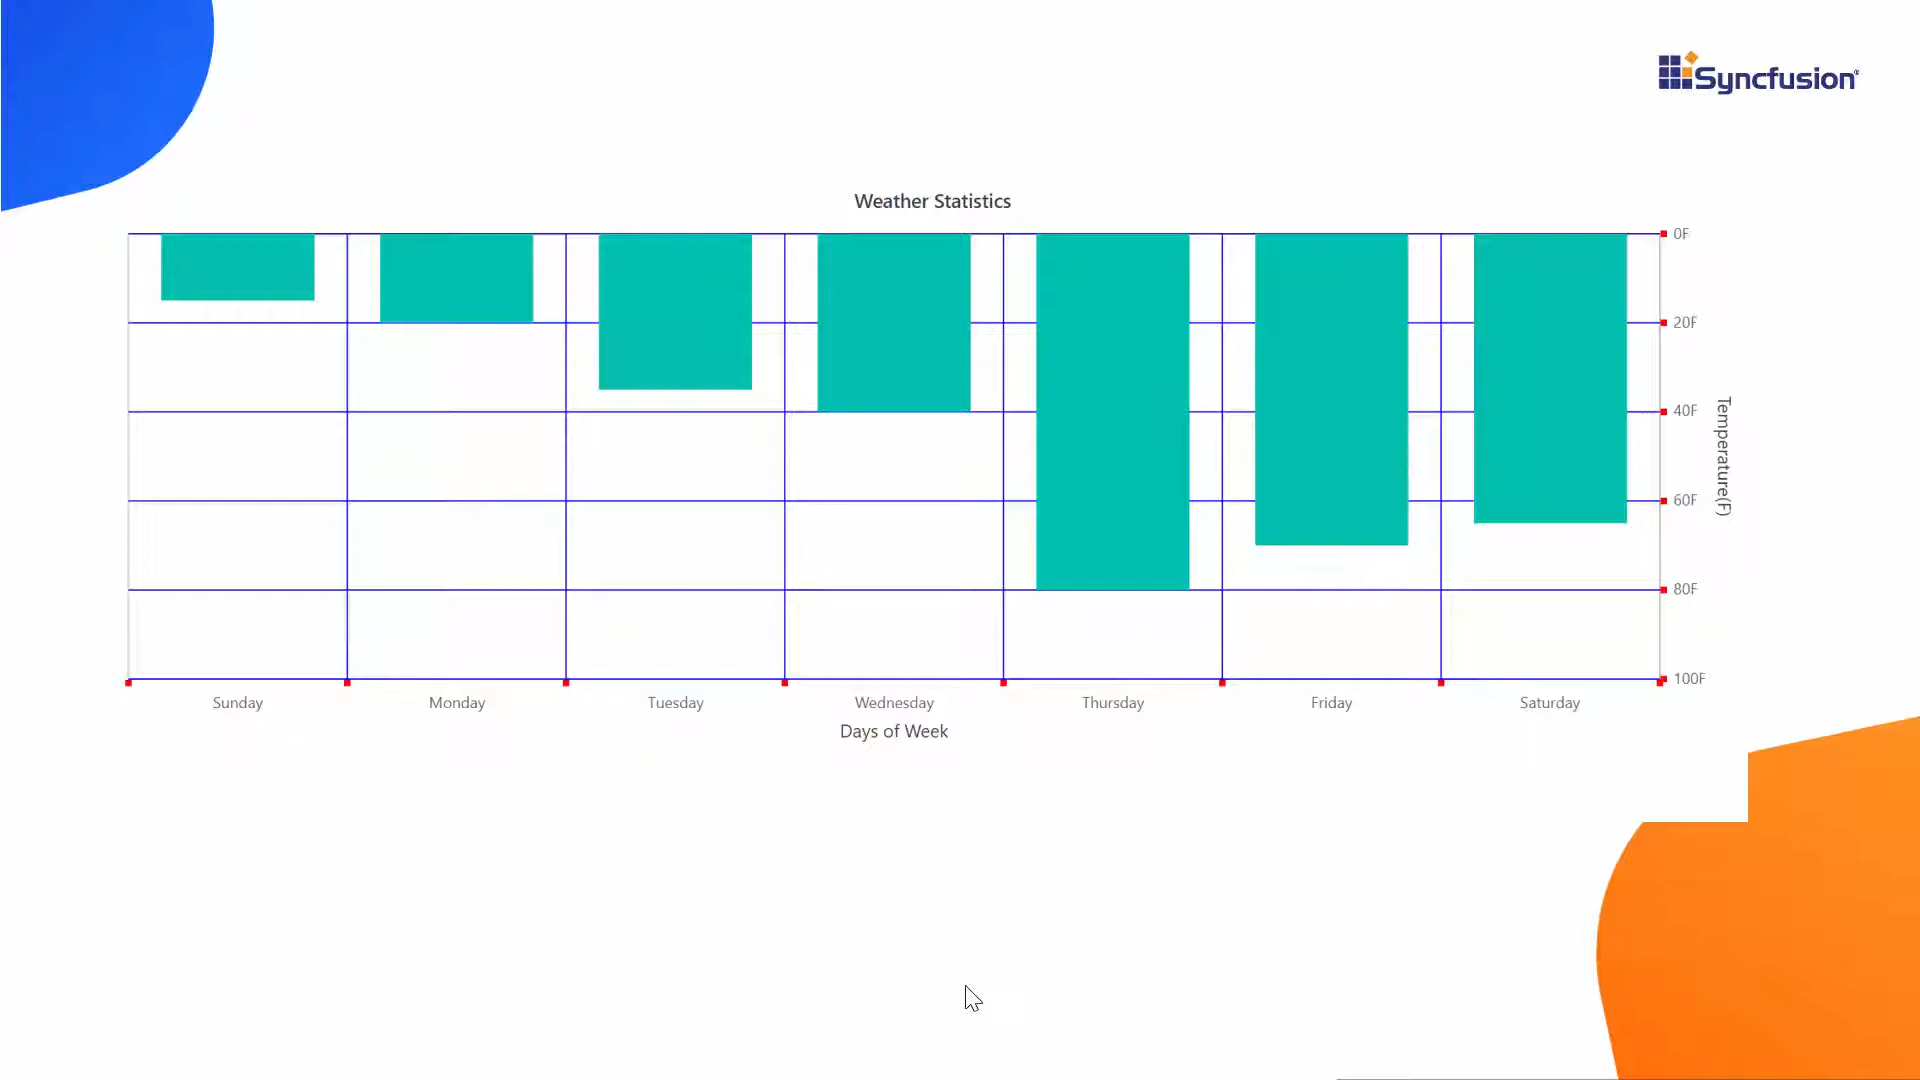 Syncfusion
Weather Statistics
0F
20F
40F
60F
80F
100F
Temperature(F)
Sunday Monday Tuesday Wednesday Thursday Friday Saturday
Days of Week